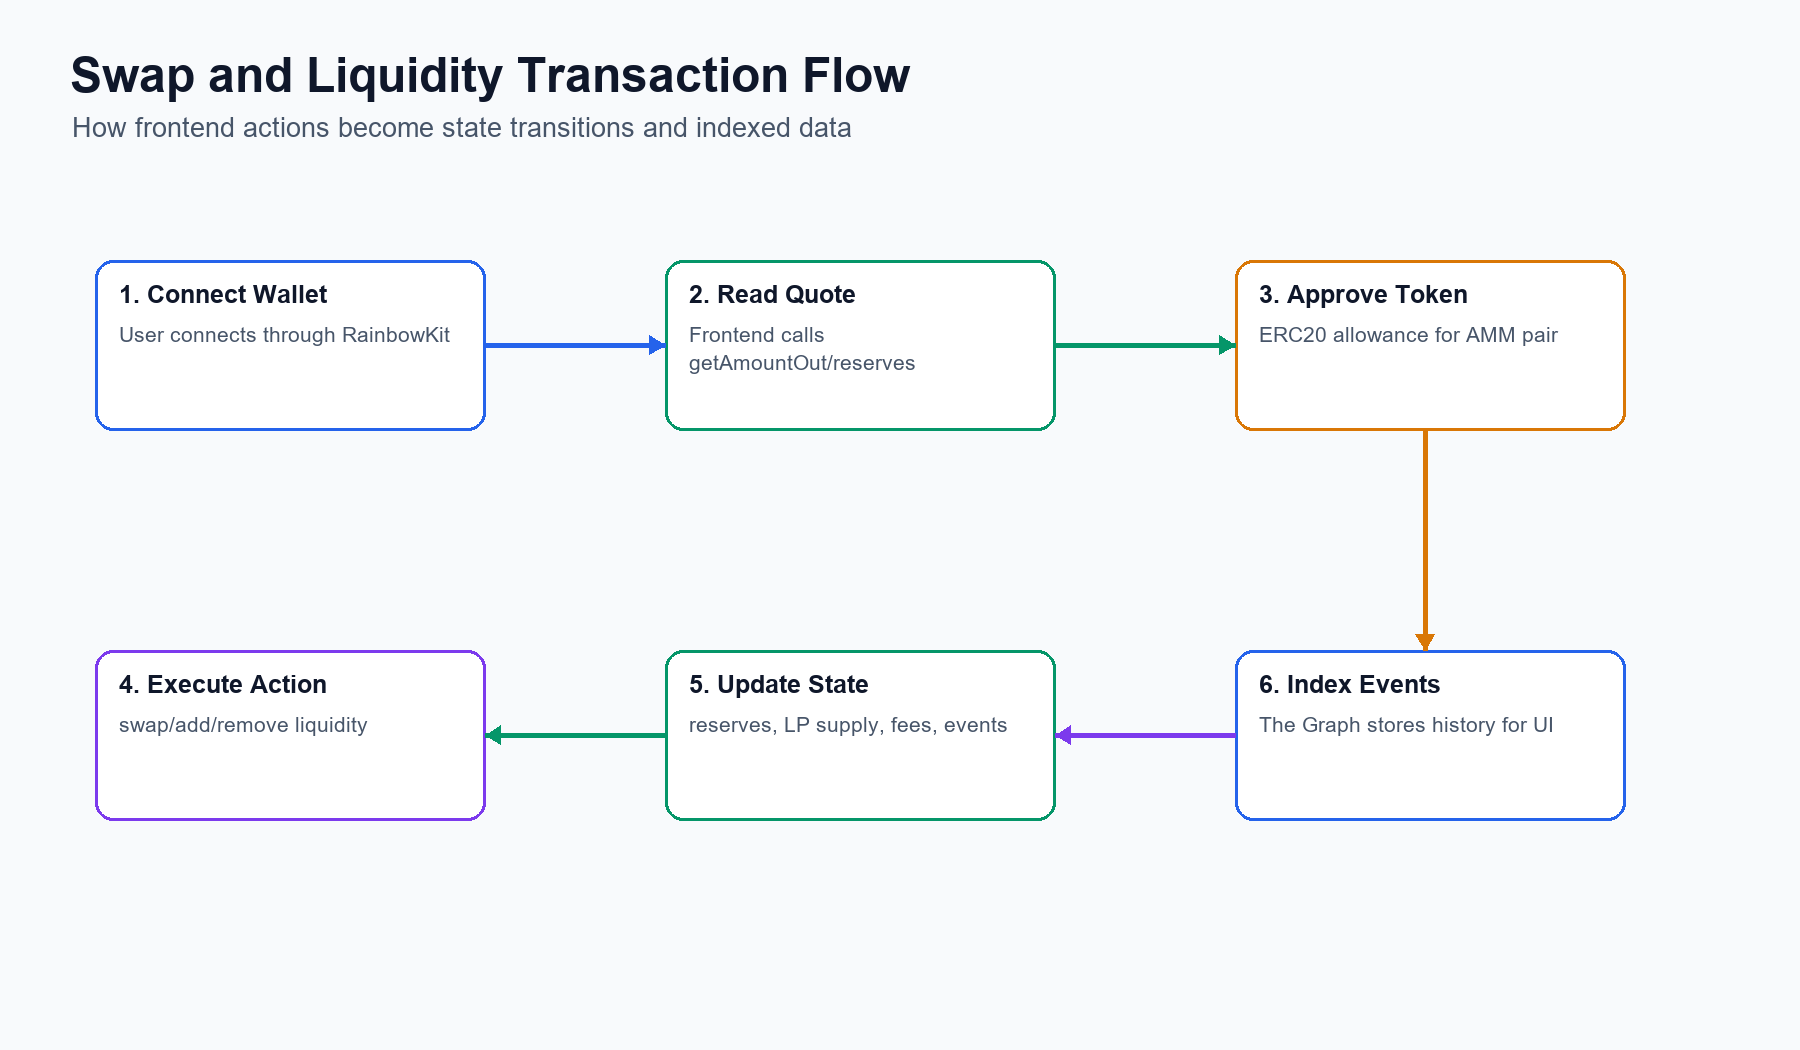 Swap and Liquidity Transaction Flow
How frontend actions become state transitions and indexed data
1. Connect Wallet
User connects through RainbowKit
2. Read Quote
Frontend calls
getAmountOut/reserves
3. Approve Token
ERC20 allowance for AMM pair
4. Execute Action
swap/add/remove liquidity
5. Update State
reserves, LP supply, fees, events
6. Index Events
The Graph stores history for UI